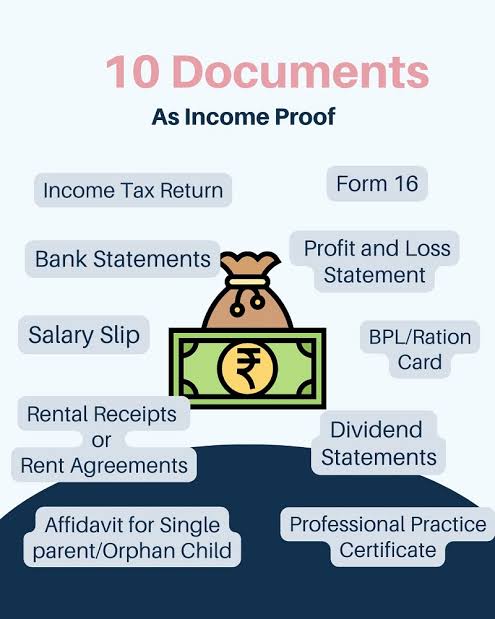 10 Documents
As Income Proof
Income Tax Return
Form 16
Bank Statements
Profit and Loss
Statement
Salary Slip
BPL/Ration
Card
Rental Receipts
or
Rent Agreements
Dividend
Statements
Affidavit for Single
parent/Orphan Child
Professional Practice
Certificate
₹